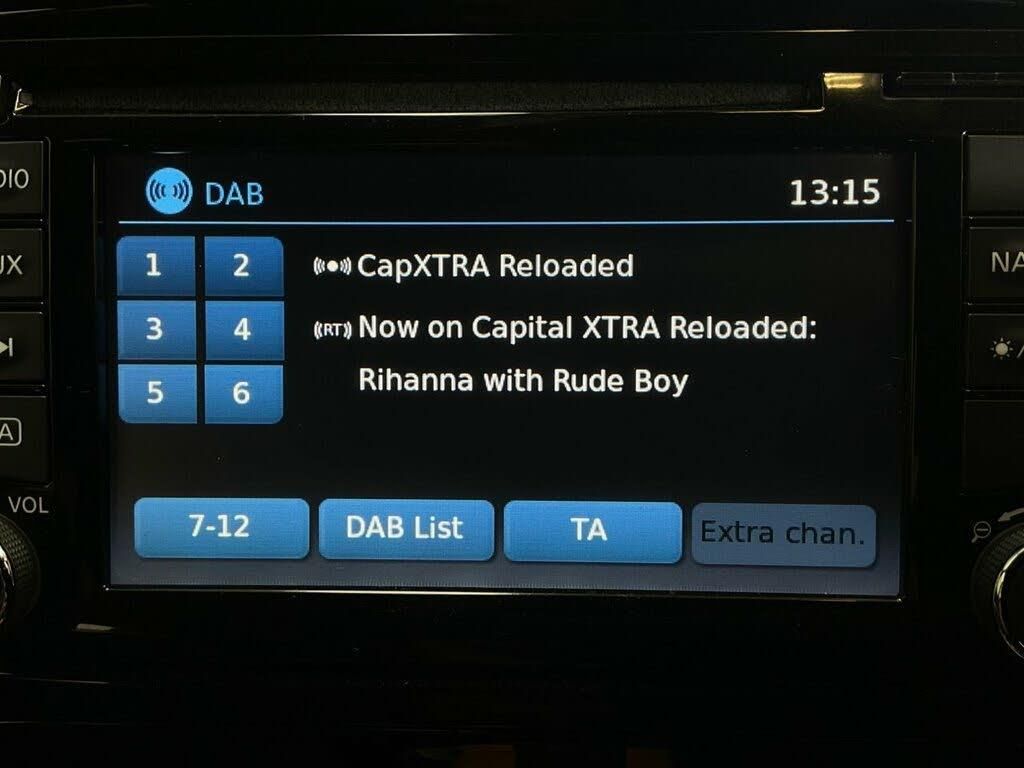 DAB
13:15
1 2
CapXTRA Reloaded
3 4
RT Now on Capital XTRA Reloaded:
Rihanna with Rude Boy
5 6
7-12 DAB List TA Extra chan.
VOL